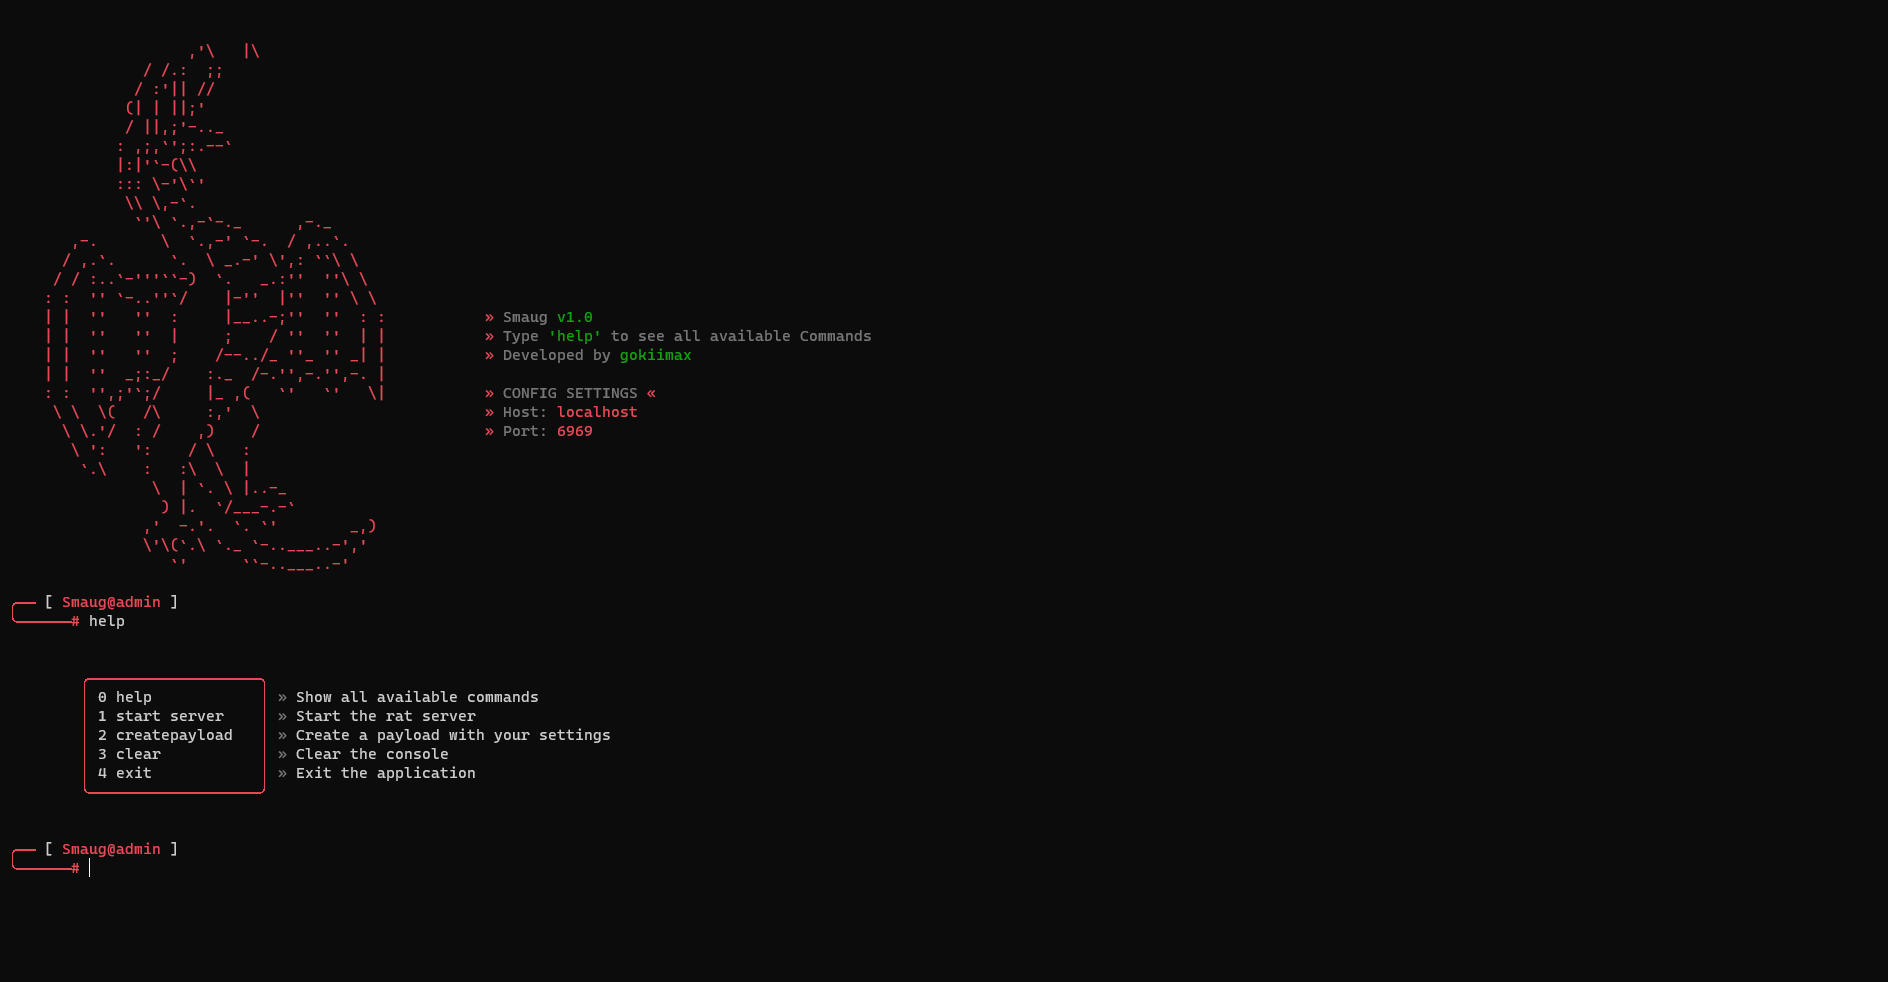 » Smaug v1.0
» Type 'help' to see all available Commands
» Developed by gokiimax
» CONFIG SETTINGS «
» Host: localhost
» Port: 6969
[ Smaug@admin ]
# help
0 help » Show all available commands
1 start server » Start the rat server
2 createpayload » Create a payload with your settings
3 clear » Clear the console
4 exit » Exit the application
[ Smaug@admin ]
#